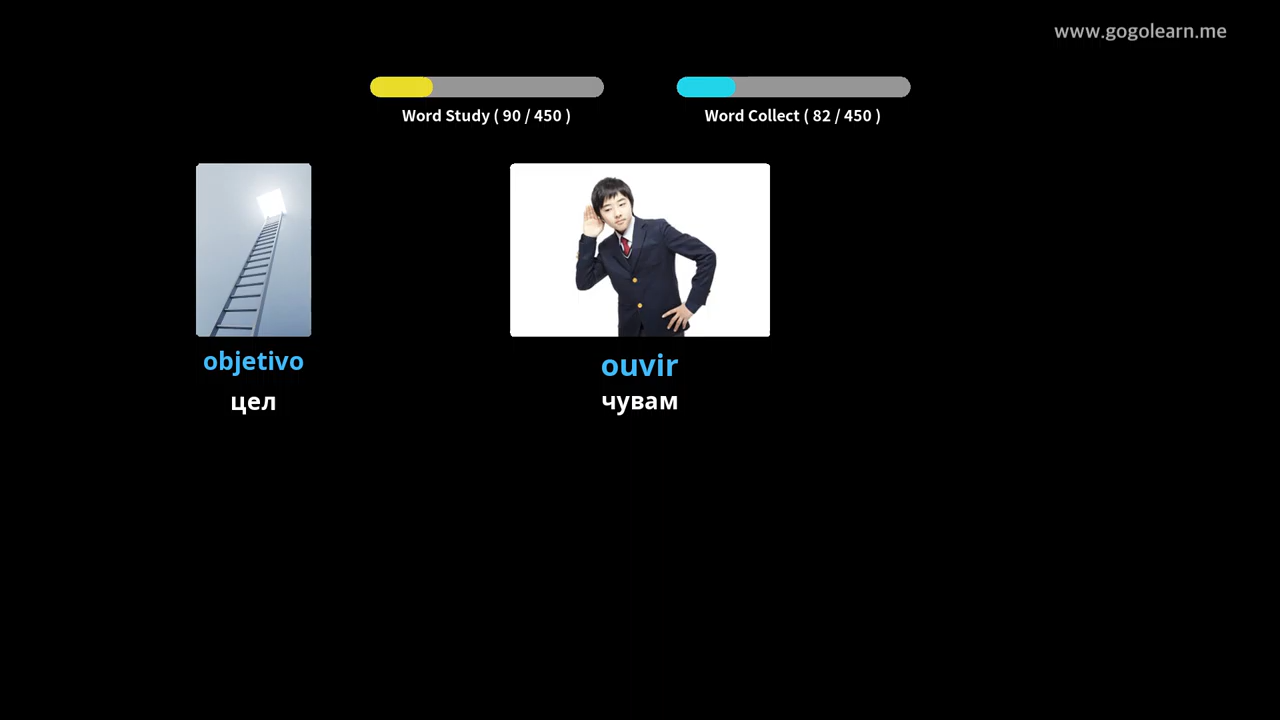 www.gogolearn.me
Word Study ( 90 / 450 )
Word Collect ( 82 / 450 )
objetivo
цел
ouvir
чувам